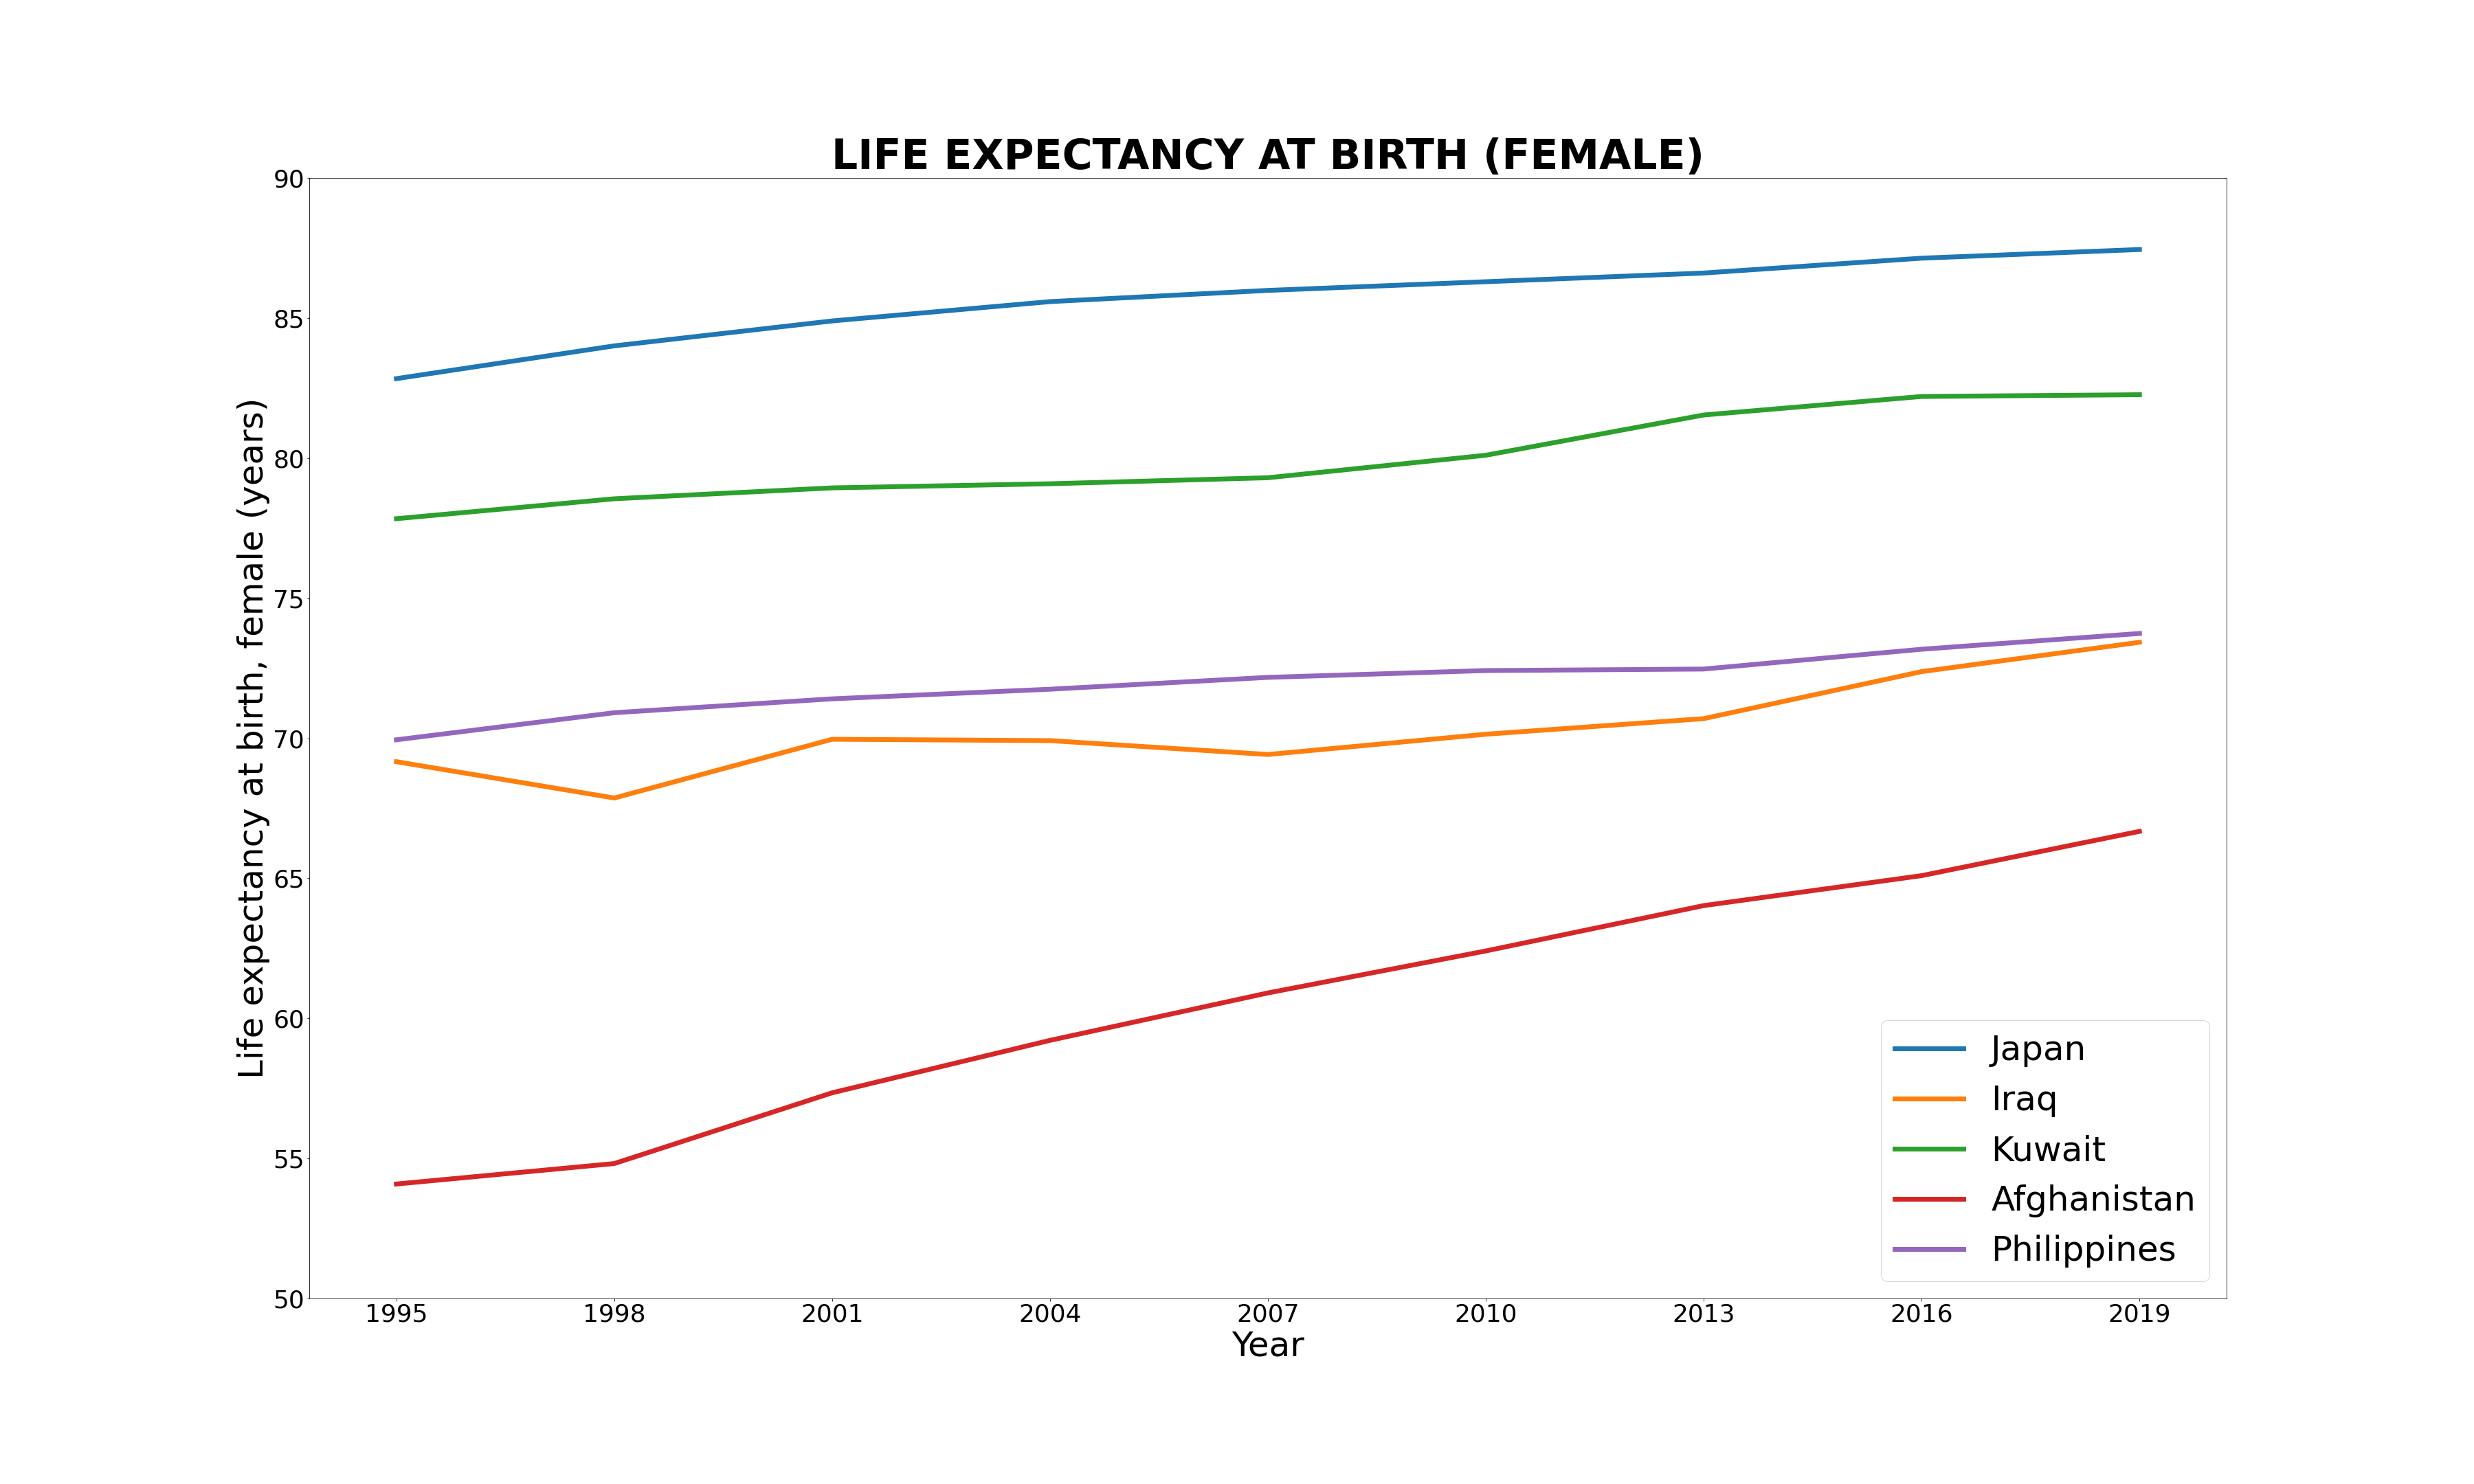 LIFE EXPECTANCY AT BIRTH (FEMALE)
Life expectancy at birth, female (years)
90
85
80
75
70
65
60
55
50
1995 1998 2001 2004 2007 2010 2013 2016 2019
Year
Japan
Iraq
Kuwait
Afghanistan
Philippines